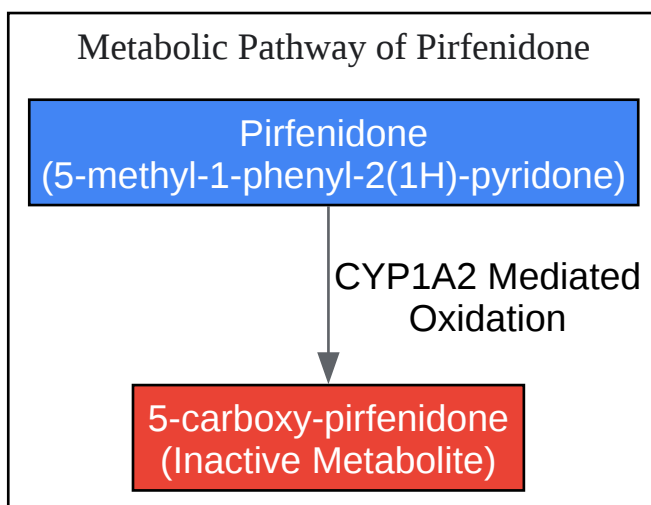 Metabolic Pathway of Pirfenidone
Pirfenidone
(5-methyl-1-phenyl-2(1H)-pyridone)
CYP1A2 Mediated
Oxidation
5-carboxy-pirfenidone
(Inactive Metabolite)